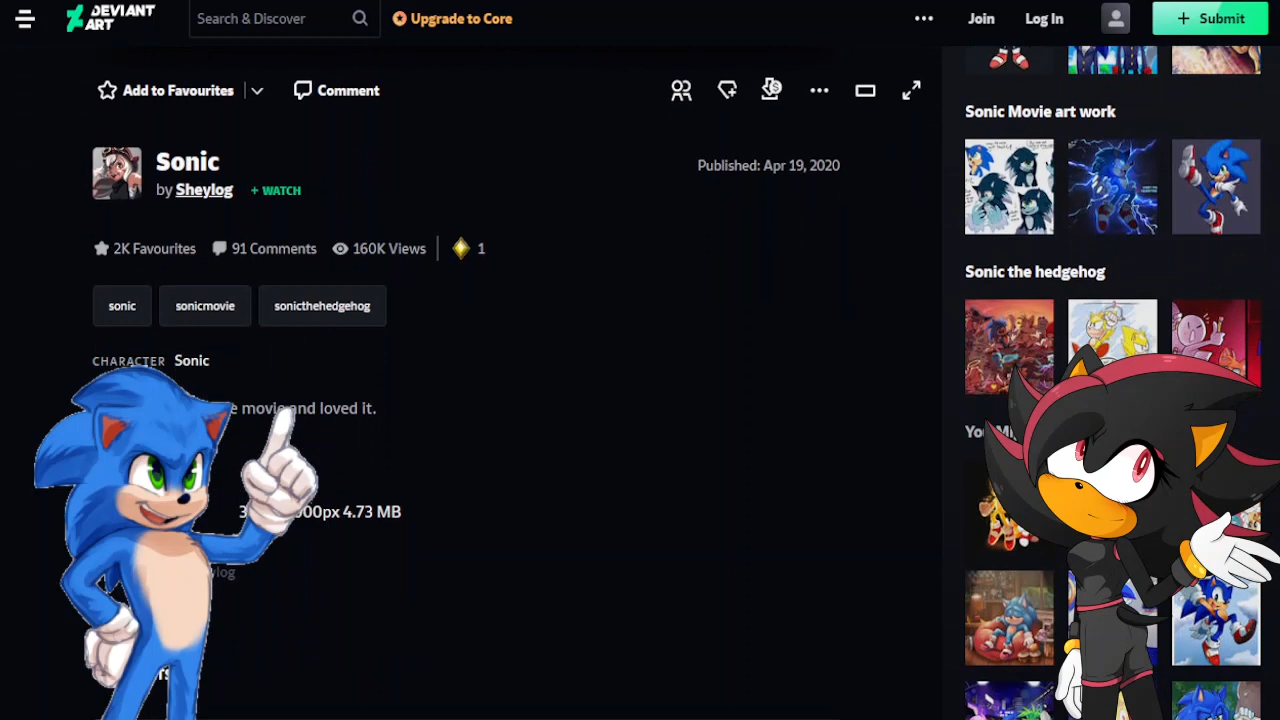 DEVIANT ART
Search & Discover
Upgrade to Core
Join
Log In
+ Submit
Add to Favourites
Comment
Sonic
by Sheylog
+ WATCH
Published: Apr 19, 2020
2K Favourites
91 Comments
160K Views
1
sonic
sonicmovie
sonicthehedgehog
CHARACTER Sonic
movie and loved it.
00px 4.73 MB
Sonic Movie art work
Sonic the hedgehog